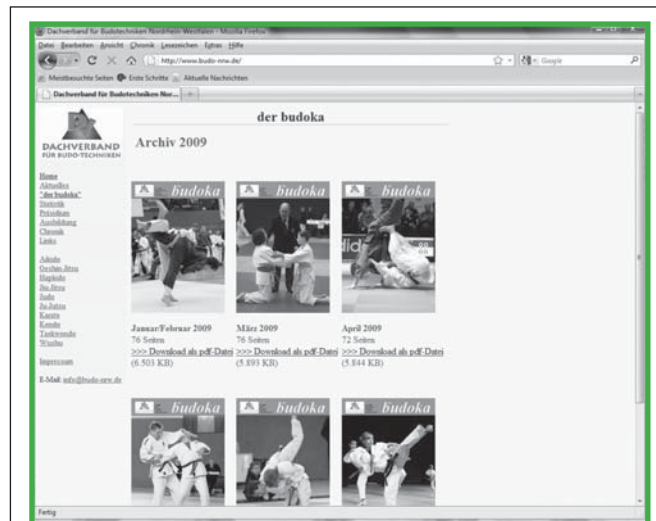 Dachverband für Budotechniken Nordrhein-Westfalen - Mozilla Firefox
Datei Bearbeiten Ansicht Chronik Lesezeichen Extras Hilfe
http://www.budo-nrw.de/
Google
Meistbesuchte Seiten Erste Schritte Aktuelle Nachrichten
Dachverband für Budotechniken Nor...
DACHVERBAND
FÜR BUDO-TECHNIKEN
Home
Aktuelles
"der budoka"
Statistik
Präsidium
Ausbildung
Chronik
Links
Aikido
Goshin-Jitsu
Hapkido
Jiu-Jitsu
Judo
Ju-Jutsu
Karate
Kendo
Taekwondo
Wushu
Impressum
E-Mail: info@budo-nrw.de
der budoka
Archiv 2009
budoka
budoka
budoka
Januar/Februar 2009
76 Seiten
>>> Download als pdf-Datei
(6.503 KB)
März 2009
76 Seiten
>>> Download als pdf-Datei
(5.893 KB)
April 2009
72 Seiten
>>> Download als pdf-Datei
(5.844 KB)
budoka
budoka
budoka
Fertig